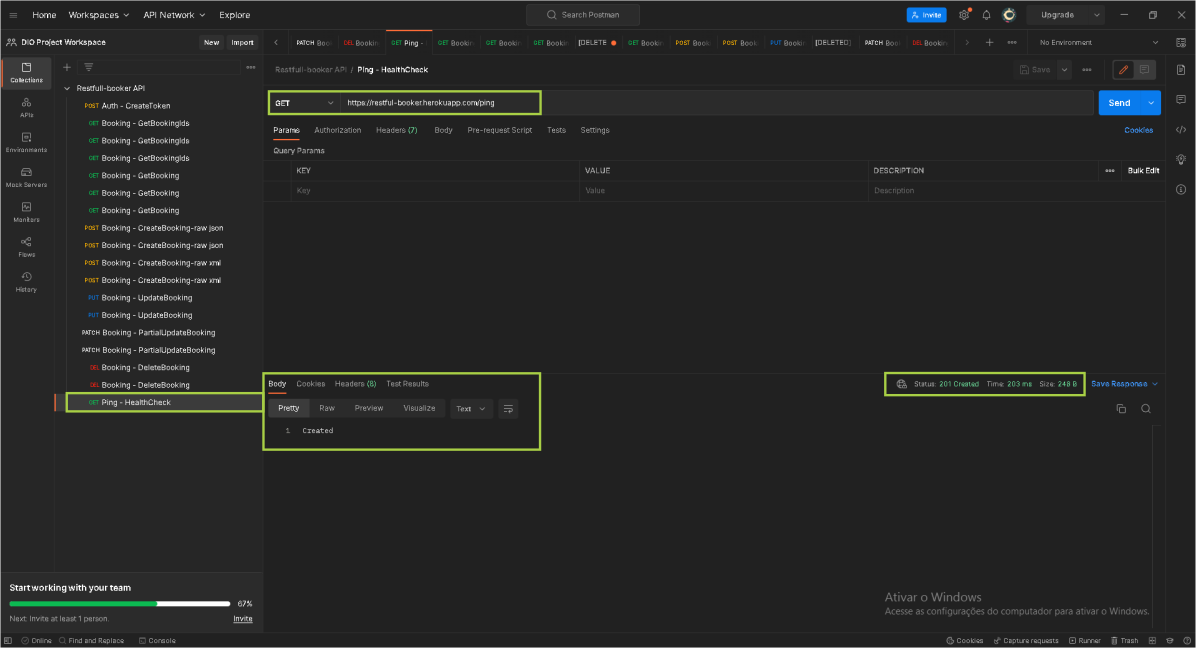 Home Workspaces API Network Explore Search Postman Invite Upgrade
DIO Project Workspace New Import PATCH Boo DEL Bookin GET Ping - GET Bookin GET Bookin GET Bookin [DELETE GET Bookin POST Book POST Book PUT Bookin [DELETED] PATCH Boo DEL Bookin No Environment
Collections
APIs
Environments
Mock Servers
Monitors
Flows
History
Restfull-booker API
POST Auth - CreateToken
GET Booking - GetBookingIds
GET Booking - GetBookingIds
GET Booking - GetBookingIds
GET Booking - GetBooking
GET Booking - GetBooking
GET Booking - GetBooking
POST Booking - CreateBooking-raw json
POST Booking - CreateBooking-raw json
POST Booking - CreateBooking-raw xml
POST Booking - CreateBooking-raw xml
PUT Booking - UpdateBooking
PUT Booking - UpdateBooking
PATCH Booking - PartialUpdateBooking
PATCH Booking - PartialUpdateBooking
DEL Booking - DeleteBooking
DEL Booking - DeleteBooking
GET Ping - HealthCheck
Restfull-booker API / Ping - HealthCheck Save
GET https://restful-booker.herokuapp.com/ping Send
Params Authorization Headers (7) Body Pre-request Script Tests Settings Cookies
Query Params
KEY VALUE DESCRIPTION Bulk Edit
Key Value Description
Body Cookies Headers (8) Test Results Status: 201 Created Time: 203 ms Size: 248 B Save Response
Pretty Raw Preview Visualize Text
1 Created
Start working with your team
67%
Next: Invite at least 1 person. Invite
Ativar o Windows
Acesse as configurações do computador para ativar o Windows.
Online Find and Replace Console Cookies Capture requests Runner Trash